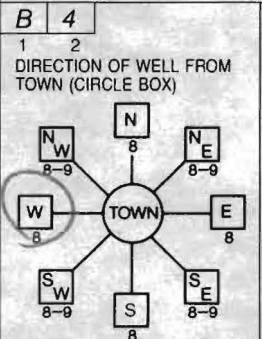 B 4
1 2
DIRECTION OF WELL FROM
TOWN (CIRCLE BOX)
N
8
NW
8-9
NE
8-9
W
8
TOWN
E
8
SW
8-9
SE
8-9
S
8